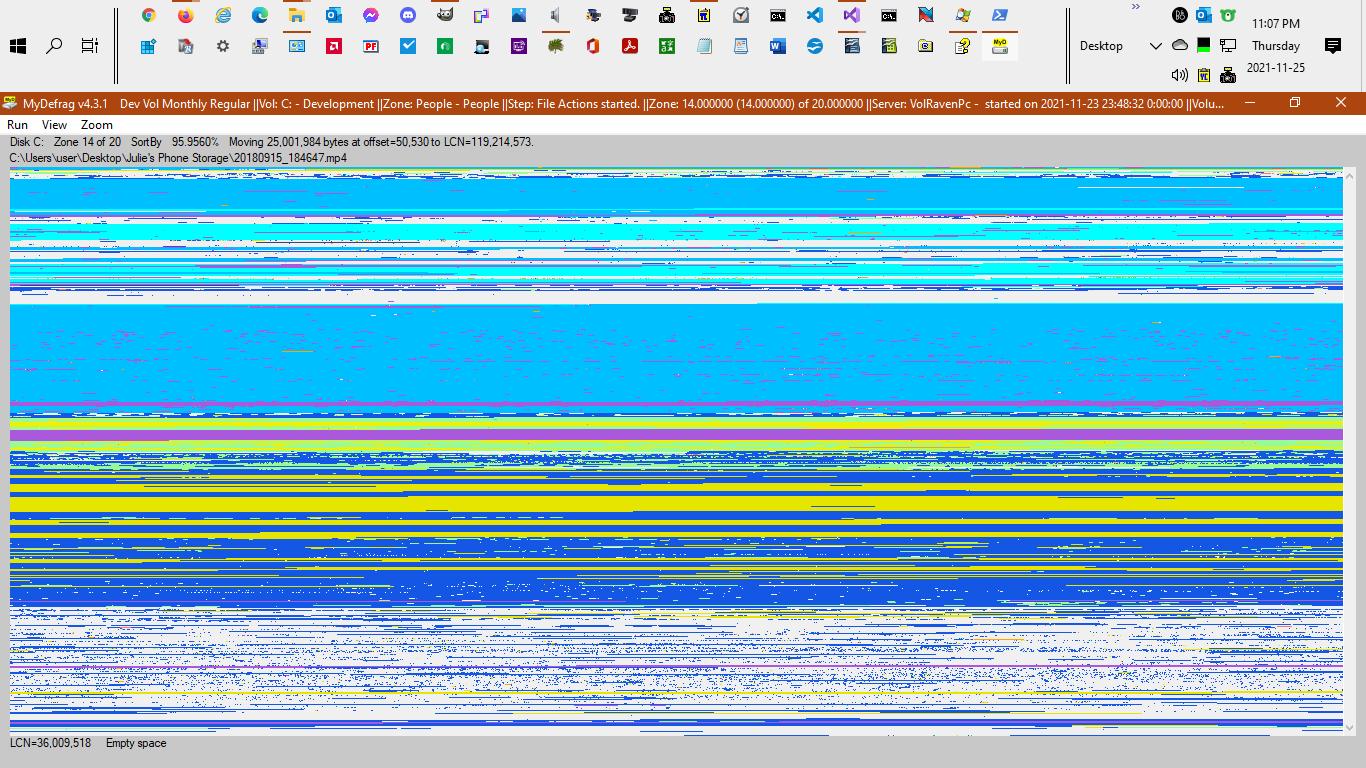 11:07 PM
Desktop
Thursday
2021-11-25
MyDefrag v4.3.1 Dev Vol Monthly Regular ||Vol: C: - Development ||Zone: People - People ||Step: File Actions started. ||Zone: 14.000000 (14.000000) of 20.000000 ||Server: VolRavenPc - started on 2021-11-23 23:48:32 0:00:00 ||Volu...
Run View Zoom
Disk C: Zone 14 of 20 SortBy 95.9560% Moving 25,001,984 bytes at offset=50,530 to LCN=119,214,573.
C:\Users\user\Desktop\Julie's Phone Storage\20180915_184647.mp4
LCN=36,009,518 Empty space